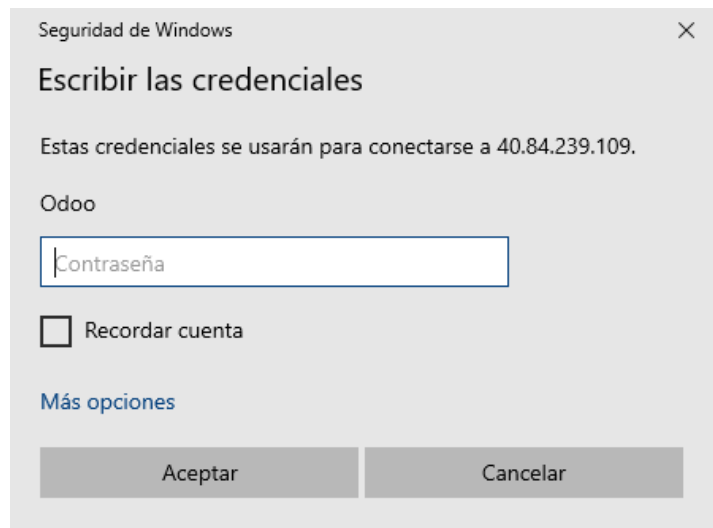 Seguridad de Windows
Escribir las credenciales
Estas credenciales se usarán para conectarse a 40.84.239.109.
Odoo
Contraseña
Recordar cuenta
Más opciones
Aceptar
Cancelar